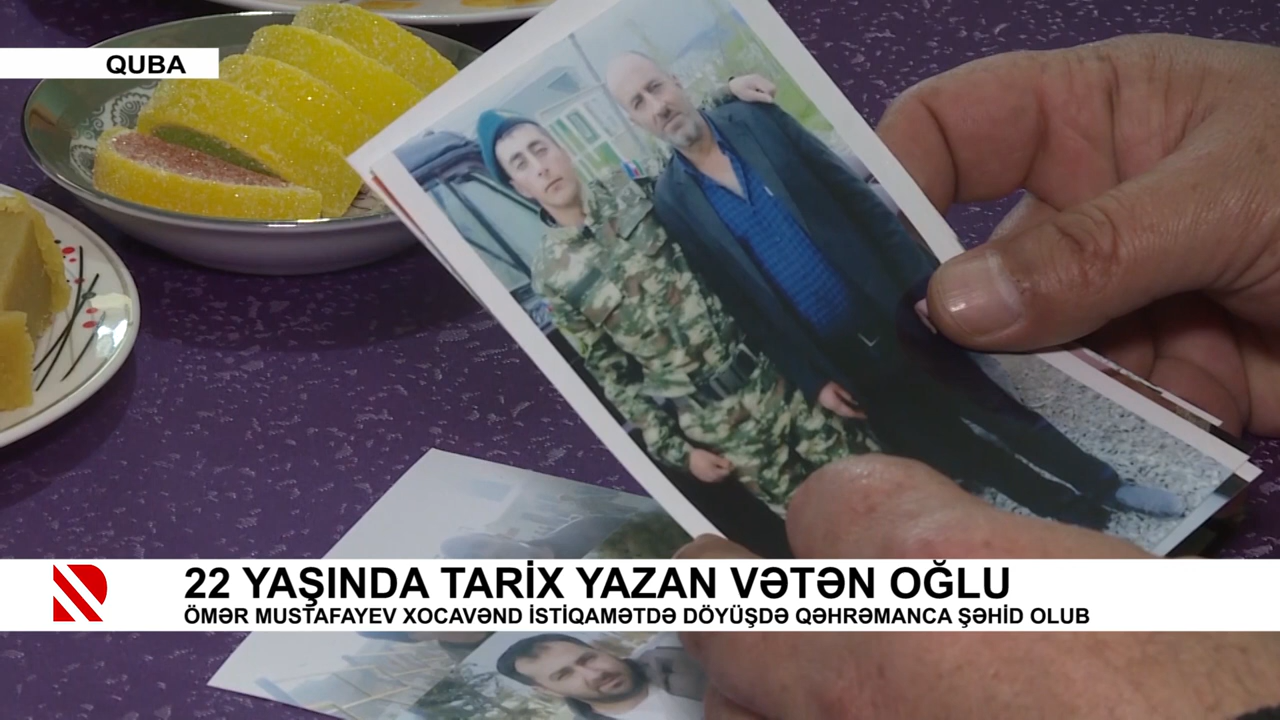 QUBA
22 YAŞINDA TARİX YAZAN VƏTƏN OĞLU
ÖMƏR MUSTAFAYEV XOCAVƏND İSTİQAMƏTDƏ DÖYÜŞDƏ QƏHRƏMANCA ŞƏHİD OLUB